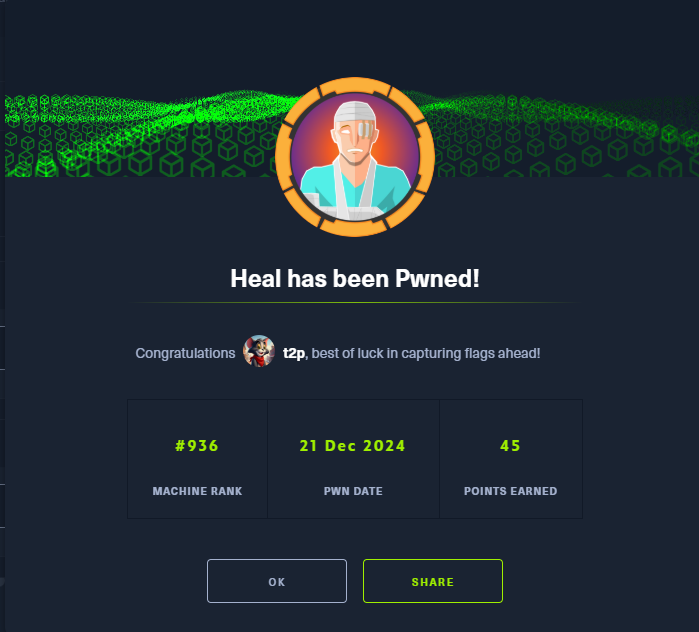 Heal has been Pwned!
Congratulations t2p, best of luck in capturing flags ahead!
#936 21 Dec 2024 45
MACHINE RANK PWN DATE POINTS EARNED
OK SHARE